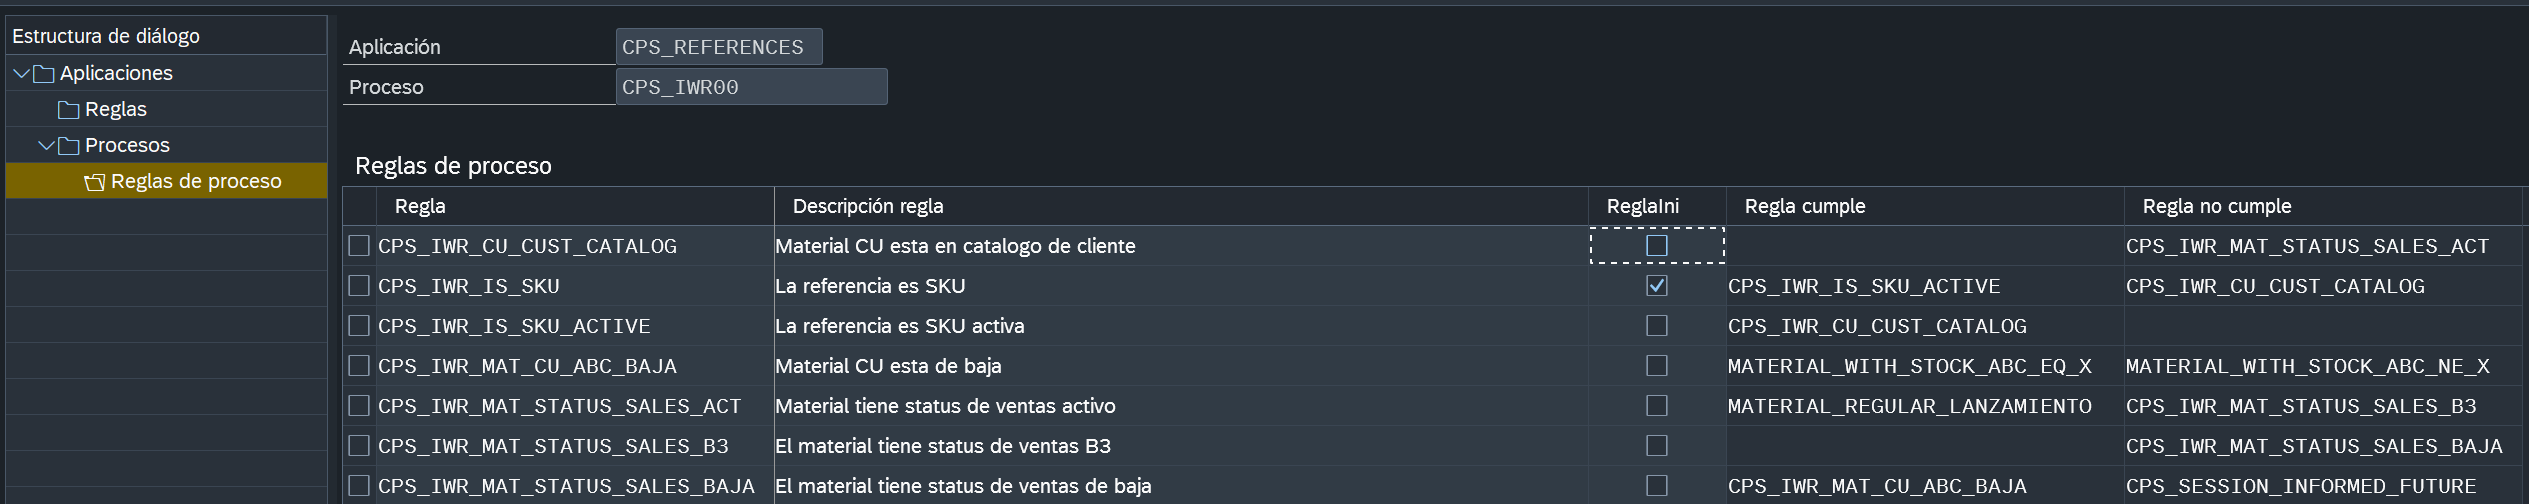 Estructura de diálogo
Aplicaciones
Reglas
Procesos
Reglas de proceso
Aplicación CPS_REFERENCES
Proceso CPS_IWR00
Reglas de proceso
Regla Descripción regla ReglaIni Regla cumple Regla no cumple
CPS_IWR_CU_CUST_CATALOG Material CU esta en catalogo de cliente CPS_IWR_MAT_STATUS_SALES_ACT
CPS_IWR_IS_SKU La referencia es SKU CPS_IWR_IS_SKU_ACTIVE CPS_IWR_CU_CUST_CATALOG
CPS_IWR_IS_SKU_ACTIVE La referencia es SKU activa CPS_IWR_CU_CUST_CATALOG
CPS_IWR_MAT_CU_ABC_BAJA Material CU esta de baja MATERIAL_WITH_STOCK_ABC_EQ_X MATERIAL_WITH_STOCK_ABC_NE_X
CPS_IWR_MAT_STATUS_SALES_ACT Material tiene status de ventas activo MATERIAL_REGULAR_LANZAMIENTO CPS_IWR_MAT_STATUS_SALES_B3
CPS_IWR_MAT_STATUS_SALES_B3 El material tiene status de ventas B3 CPS_IWR_MAT_STATUS_SALES_BAJA
CPS_IWR_MAT_STATUS_SALES_BAJA El material tiene status de ventas de baja CPS_IWR_MAT_CU_ABC_BAJA CPS_SESSION_INFORMED_FUTURE